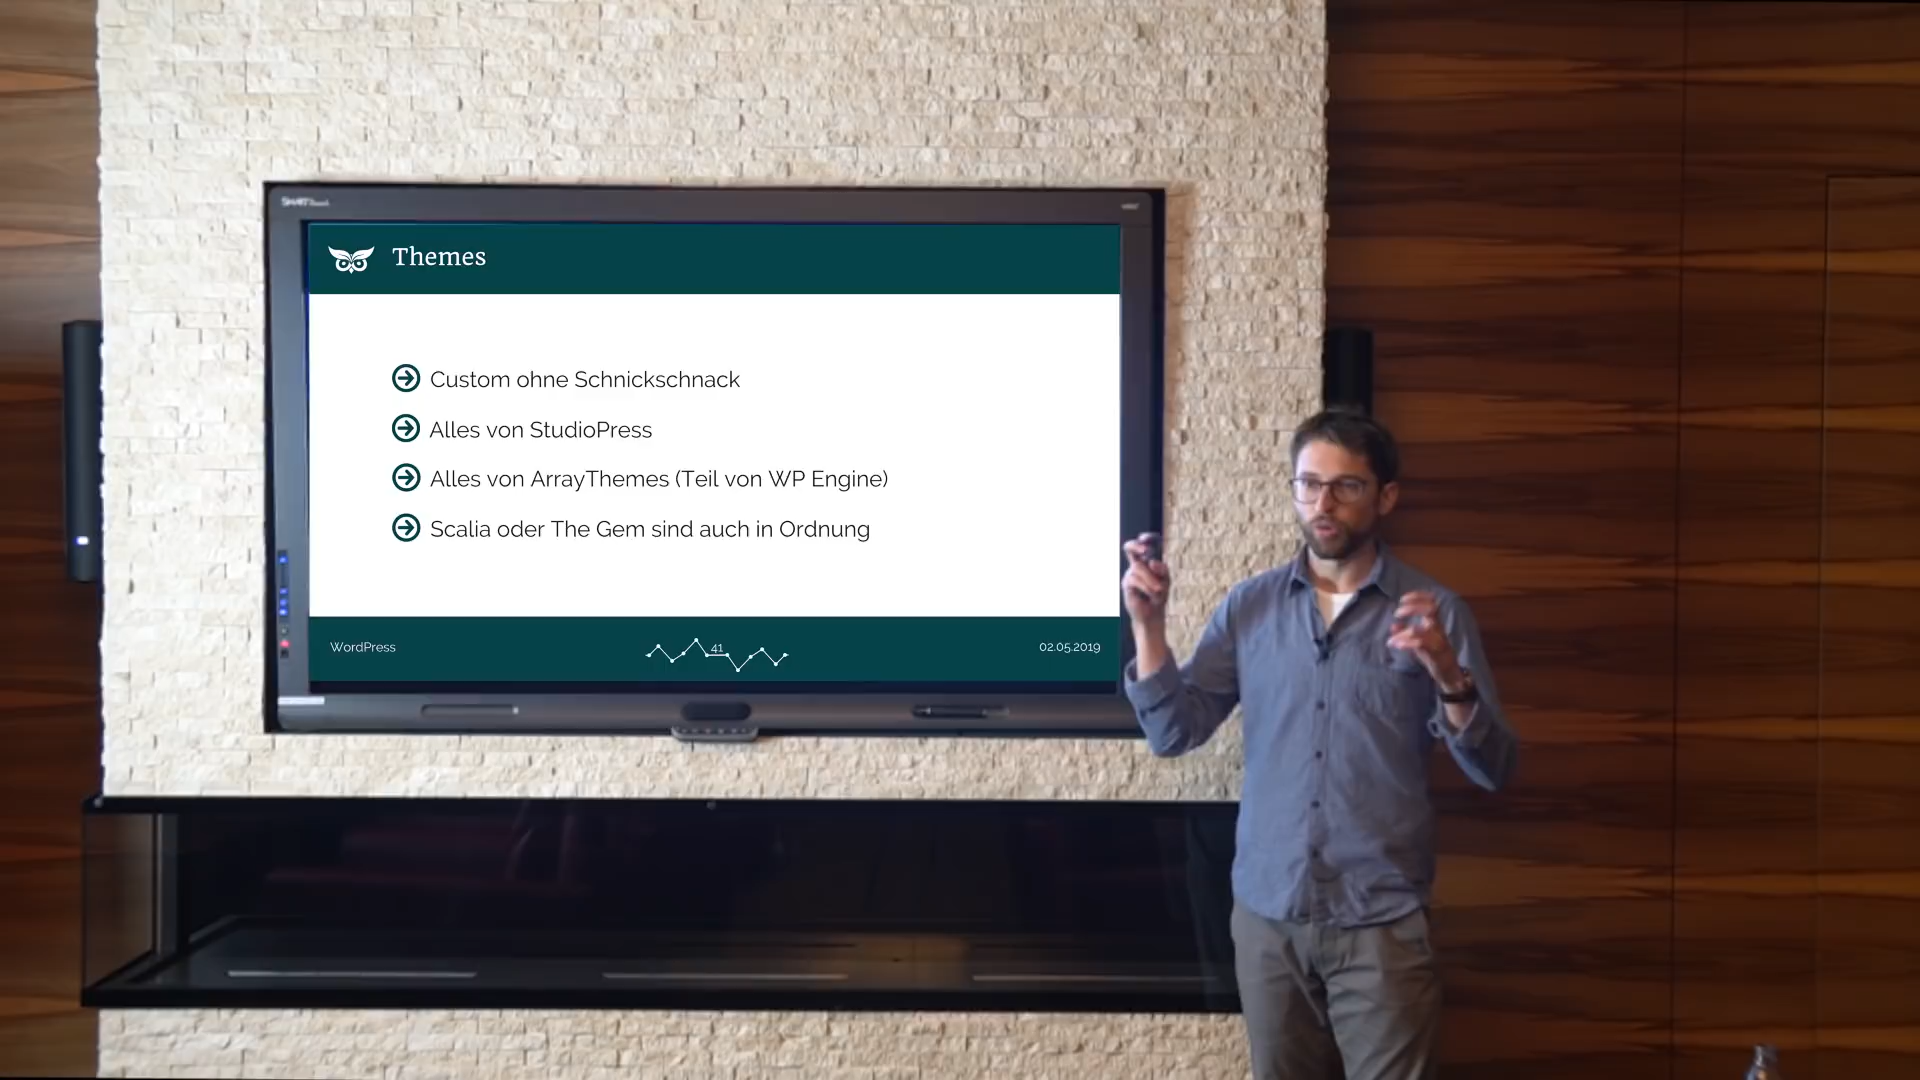 SMART
Themes
Custom ohne Schnickschnack
Alles von StudioPress
Alles von ArrayThemes (Teil von WP Engine)
Scalia oder The Gem sind auch in Ordnung
WordPress
41
02.05.2019